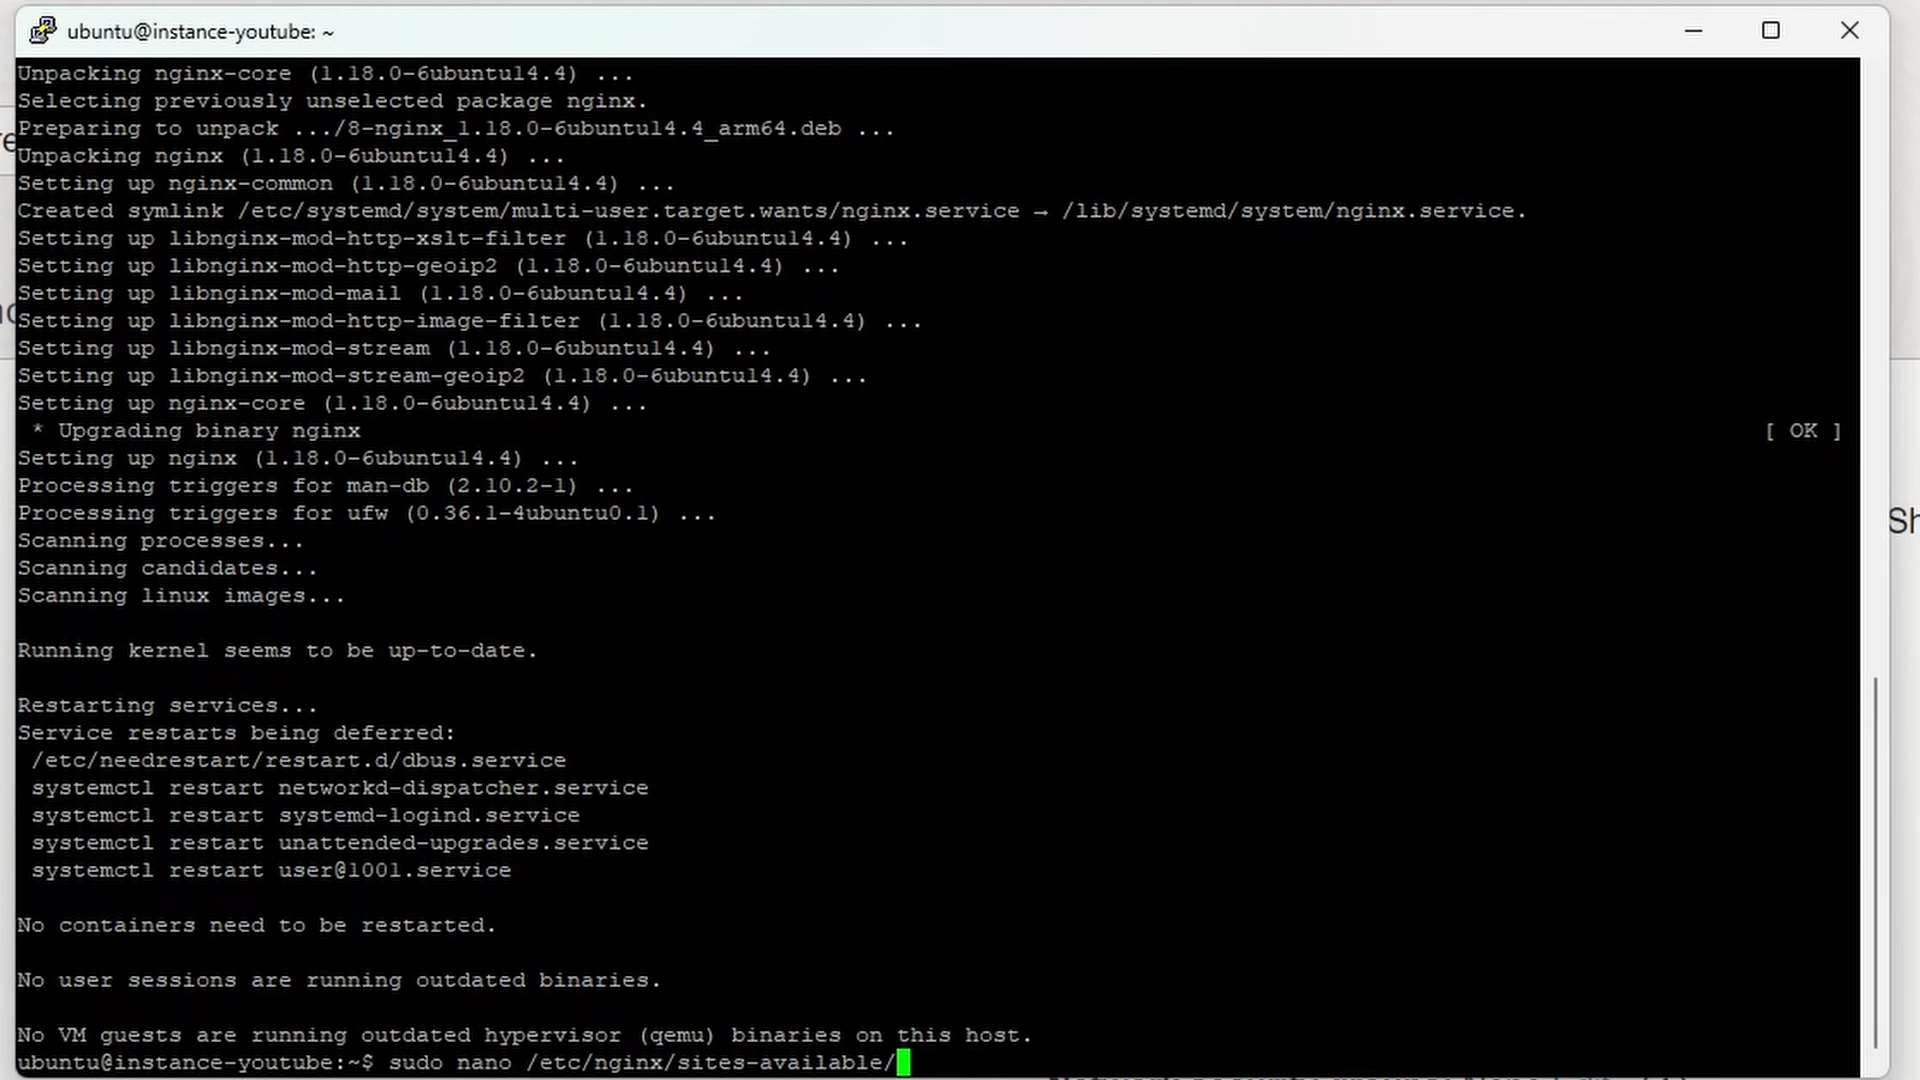 ubuntu@instance-youtube: ~
Unpacking nginx-core (1.18.0-6ubuntu14.4) ...
Selecting previously unselected package nginx.
Preparing to unpack .../8-nginx_1.18.0-6ubuntu14.4_arm64.deb ...
Unpacking nginx (1.18.0-6ubuntu14.4) ...
Setting up nginx-common (1.18.0-6ubuntu14.4) ...
Created symlink /etc/systemd/system/multi-user.target.wants/nginx.service → /lib/systemd/system/nginx.service.
Setting up libnginx-mod-http-xslt-filter (1.18.0-6ubuntu14.4) ...
Setting up libnginx-mod-http-geoip2 (1.18.0-6ubuntu14.4) ...
Setting up libnginx-mod-mail (1.18.0-6ubuntu14.4) ...
Setting up libnginx-mod-http-image-filter (1.18.0-6ubuntu14.4) ...
Setting up libnginx-mod-stream (1.18.0-6ubuntu14.4) ...
Setting up libnginx-mod-stream-geoip2 (1.18.0-6ubuntu14.4) ...
Setting up nginx-core (1.18.0-6ubuntu14.4) ...
* Upgrading binary nginx [ OK ]
Setting up nginx (1.18.0-6ubuntu14.4) ...
Processing triggers for man-db (2.10.2-1) ...
Processing triggers for ufw (0.36.1-4ubuntu0.1) ...
Scanning processes...
Scanning candidates...
Scanning linux images...
Running kernel seems to be up-to-date.
Restarting services...
Service restarts being deferred:
/etc/needrestart/restart.d/dbus.service
systemctl restart networkd-dispatcher.service
systemctl restart systemd-logind.service
systemctl restart unattended-upgrades.service
systemctl restart user@1001.service
No containers need to be restarted.
No user sessions are running outdated binaries.
No VM guests are running outdated hypervisor (qemu) binaries on this host.
ubuntu@instance-youtube:~$ sudo nano /etc/nginx/sites-available/